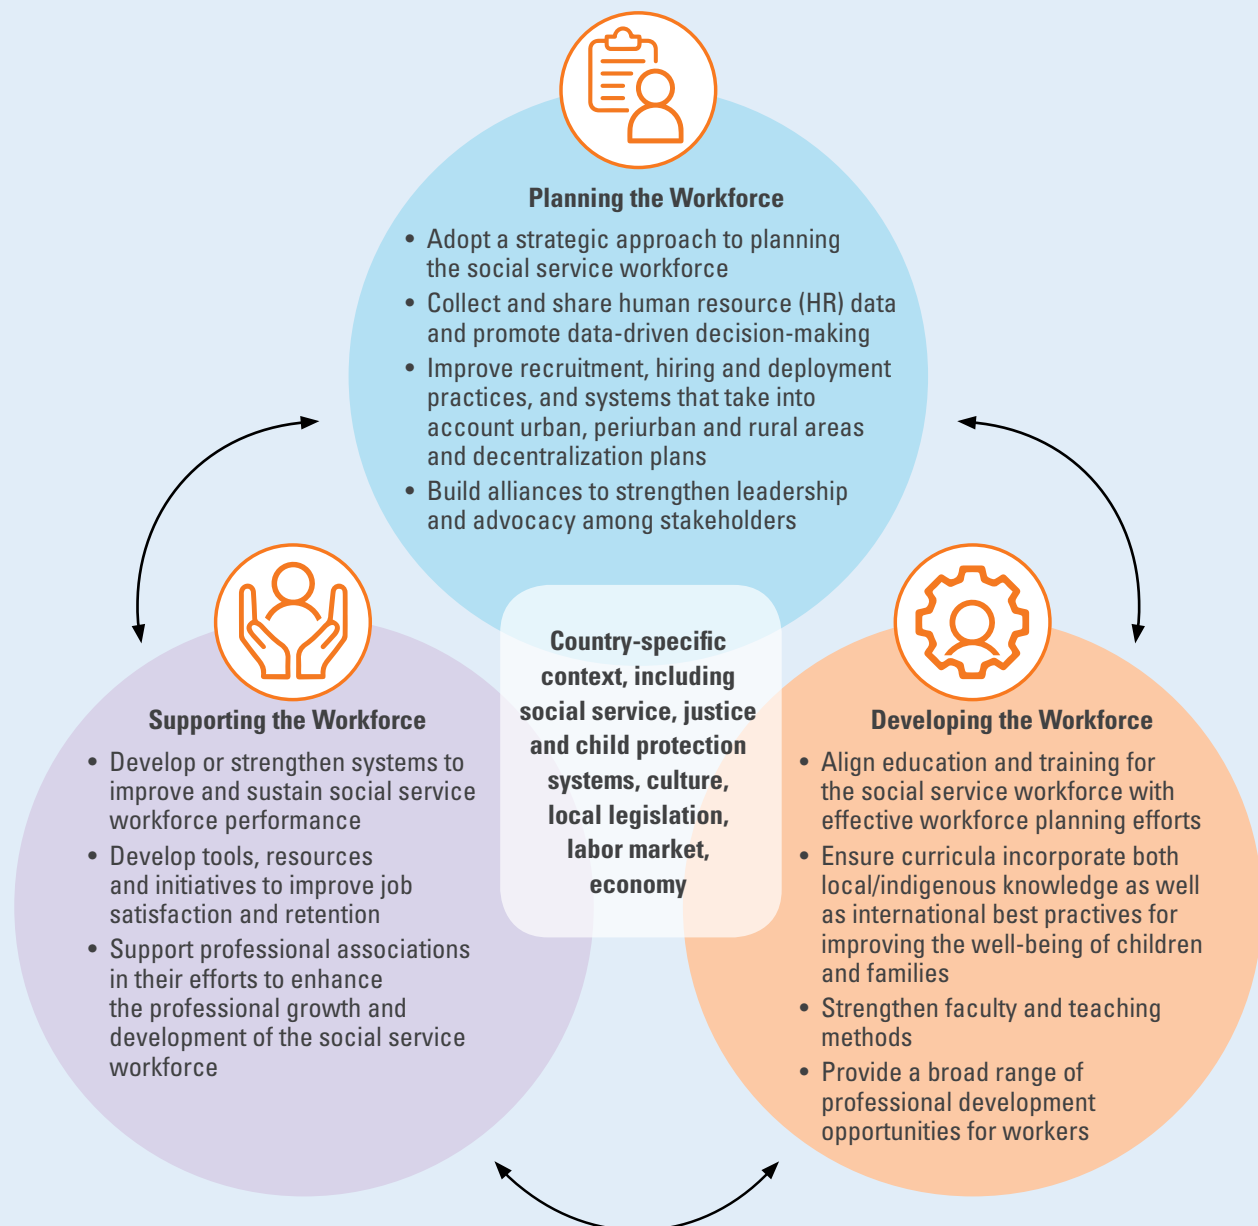 Planning the Workforce
• Adopt a strategic approach to planning
the social service workforce
• Collect and share human resource (HR) data
and promote data-driven decision-making
• Improve recruitment, hiring and deployment
practices, and systems that take into
account urban, periurban and rural areas
and decentralization plans
• Build alliances to strengthen leadership
and advocacy among stakeholders
Country-specific
context, including
social service, justice
and child protection
systems, culture,
local legislation,
labor market,
economy
Supporting the Workforce
• Develop or strengthen systems to
improve and sustain social service
workforce performance
• Develop tools, resources
and initiatives to improve job
satisfaction and retention
• Support professional associations
in their efforts to enhance
the professional growth and
development of the social service
workforce
Developing the Workforce
• Align education and training for
the social service workforce with
effective workforce planning efforts
• Ensure curricula incorporate both
local/indigenous knowledge as well
as international best practives for
improving the well-being of children
and families
• Strengthen faculty and teaching
methods
• Provide a broad range of
professional development
opportunities for workers